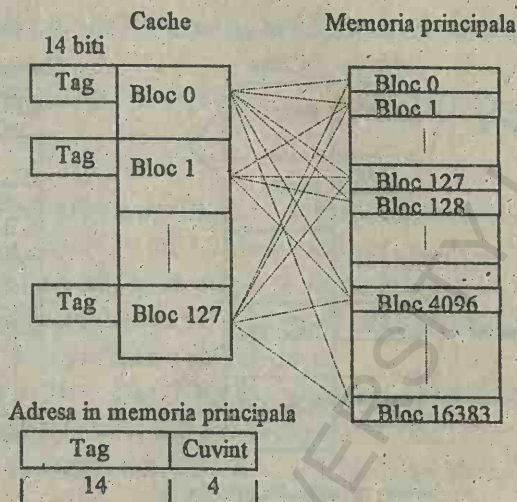 Cache
Memoria principala
14 biti
Tag
Bloc 0
Tag
Bloc 1
Tag
Bloc 127
Bloc 0
Bloc 1
Bloc 127
Bloc 128
Bloc 4096
Bloc 16383
Adresa in memoria principala
Tag Cuvint
14 4